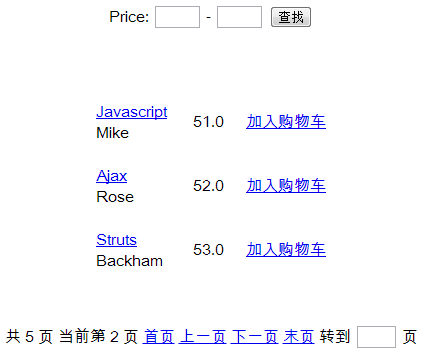 Price: - 查找
Javascript
Mike
51.0 加入购物车
Ajax
Rose
52.0 加入购物车
Struts
Backham
53.0 加入购物车
共 5 页 当前第 2 页 首页 上一页 下一页 末页 转到 页